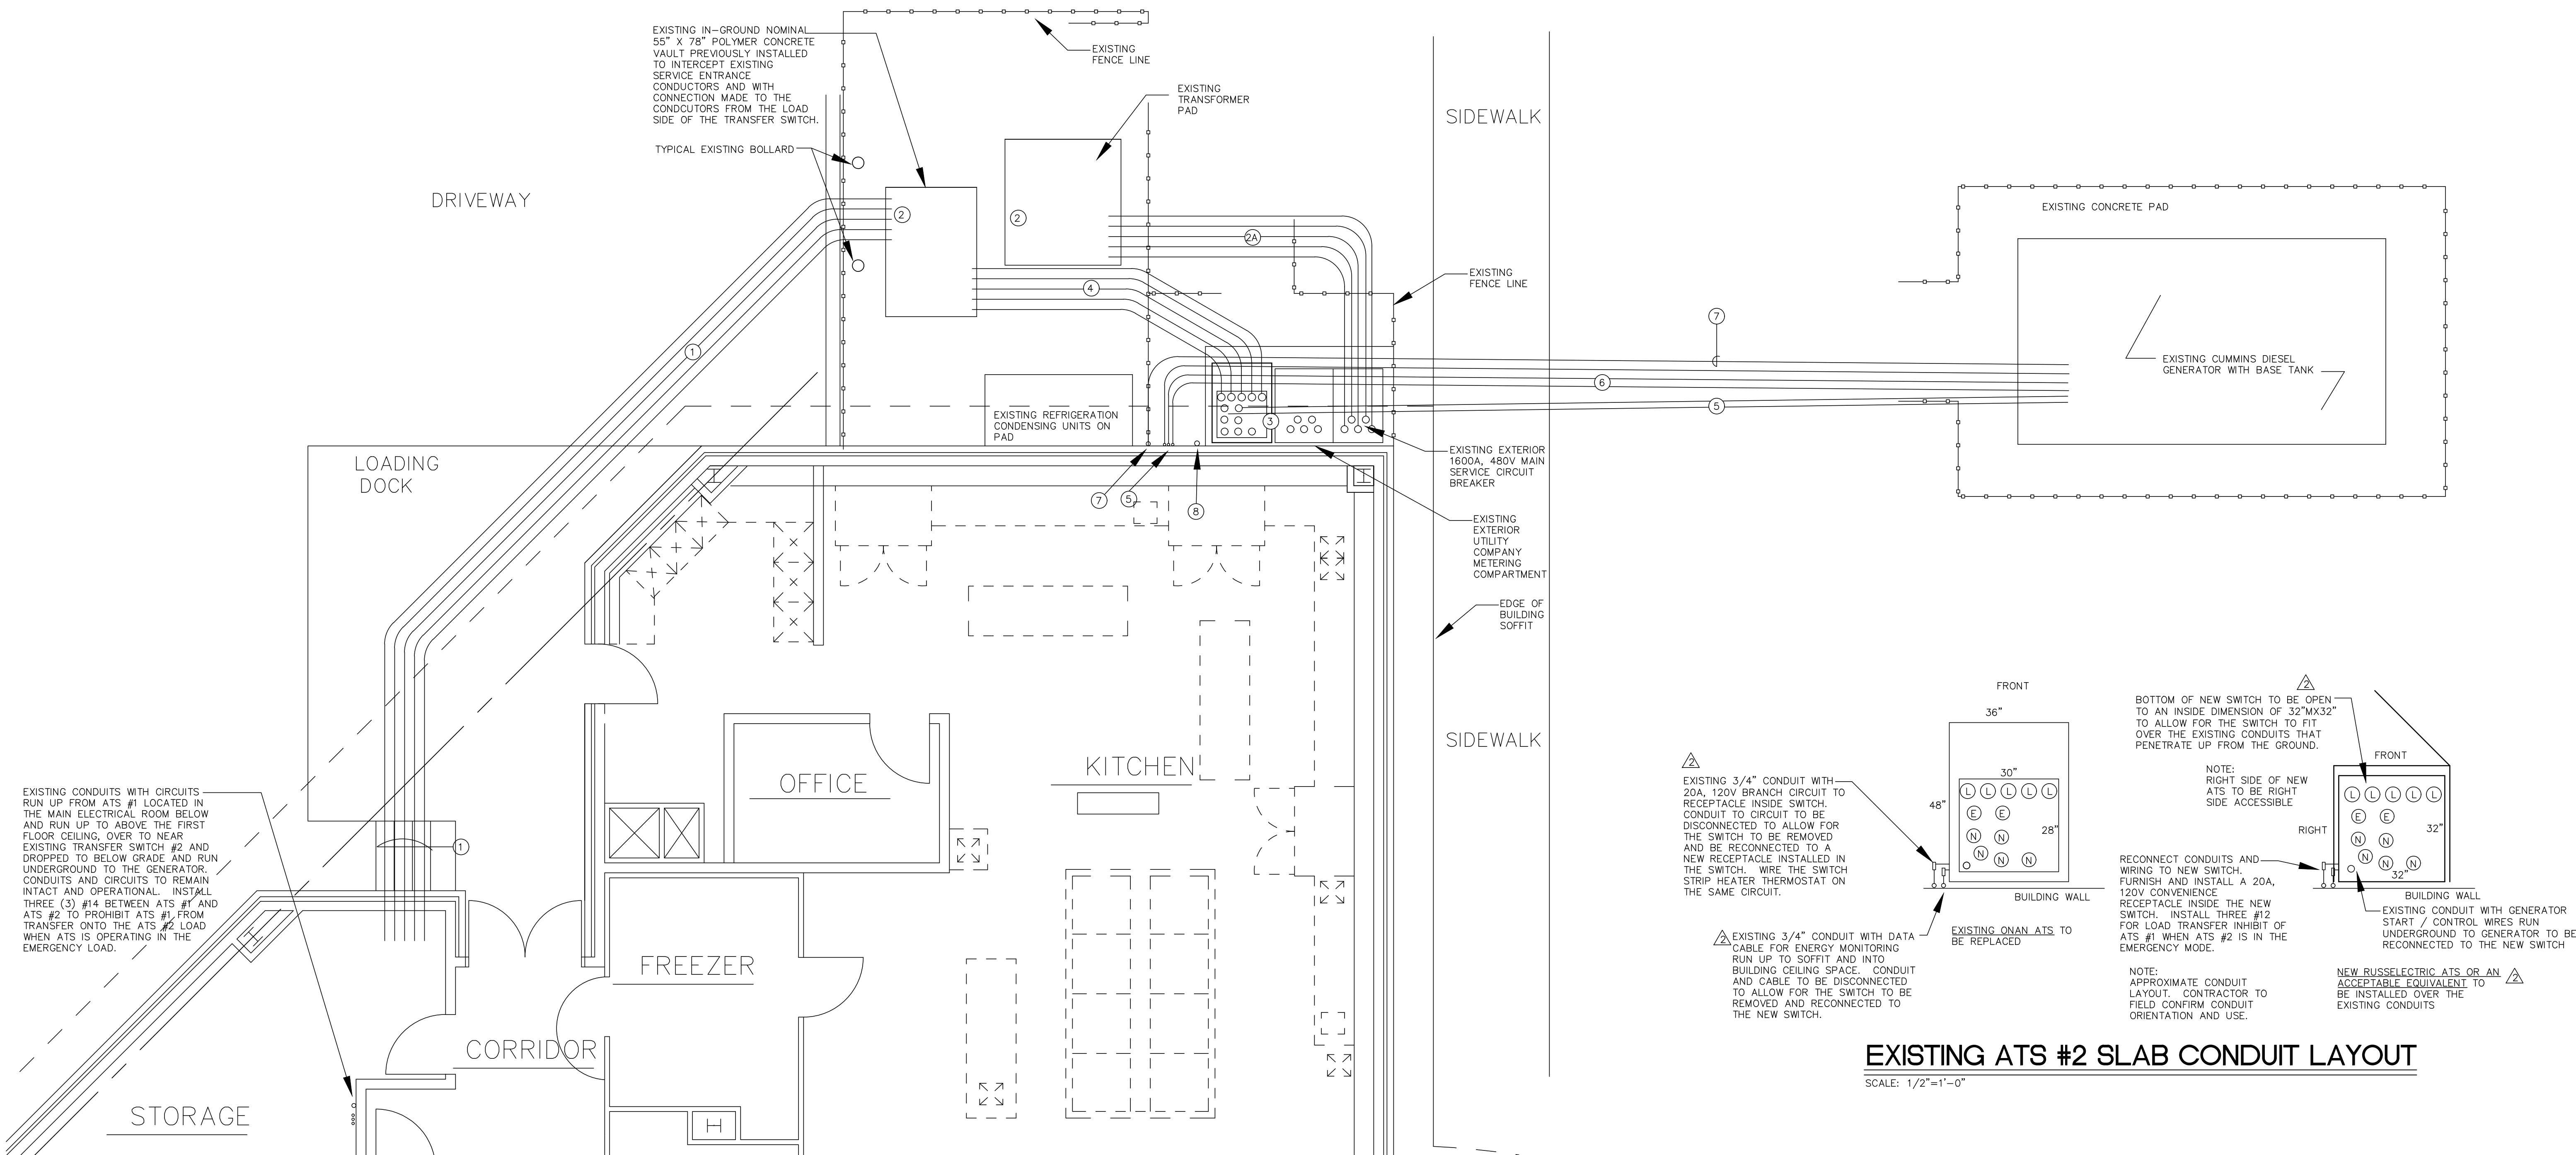 EXISTING IN-GROUND NOMINAL
55" X 78" POLYMER CONCRETE
VAULT PREVIOUSLY INSTALLED
TO INTERCEPT EXISTING
SERVICE ENTRANCE
CONDUCTORS AND WITH
CONNECTION MADE TO THE
CONDCUTORS FROM THE LOAD
SIDE OF THE TRANSFER SWITCH.
TYPICAL EXISTING BOLLARD
EXISTING
FENCE LINE
EXISTING
TRANSFORMER
PAD
SIDEWALK
DRIVEWAY
2
2
2A
4
1
EXISTING
FENCE LINE
EXISTING CONCRETE PAD
7
6
5
EXISTING CUMMINS DIESEL
GENERATOR WITH BASE TANK
EXISTING REFRIGERATION
CONDENSING UNITS ON
PAD
3
LOADING
DOCK
7
5
8
EXISTING EXTERIOR
1600A, 480V MAIN
SERVICE CIRCUIT
BREAKER
EXISTING
EXTERIOR
UTILITY
COMPANY
METERING
COMPARTMENT
EDGE OF
BUILDING
SOFFIT
SIDEWALK
OFFICE
KITCHEN
FREEZER
CORRIDOR
STORAGE
1
EXISTING CONDUITS WITH CIRCUITS
RUN UP FROM ATS #1 LOCATED IN
THE MAIN ELECTRICAL ROOM BELOW
AND RUN UP TO ABOVE THE FIRST
FLOOR CEILING, OVER TO NEAR
EXISTING TRANSFER SWITCH #2 AND
DROPPED TO BELOW GRADE AND RUN
UNDERGROUND TO THE GENERATOR.
CONDUITS AND CIRCUITS TO REMAIN
INTACT AND OPERATIONAL.  INSTALL
THREE (3) #14 BETWEEN ATS #1 AND
ATS #2 TO PROHIBIT ATS #1 FROM
TRANSFER ONTO THE ATS #2 LOAD
WHEN ATS IS OPERATING IN THE
EMERGENCY LOAD.
2
EXISTING 3/4" CONDUIT WITH
20A, 120V BRANCH CIRCUIT TO
RECEPTACLE INSIDE SWITCH.
CONDUIT TO CIRCUIT TO BE
DISCONNECTED TO ALLOW FOR
THE SWITCH TO BE REMOVED
AND BE RECONNECTED TO A
NEW RECEPTACLE INSTALLED IN
THE SWITCH.  WIRE THE SWITCH
STRIP HEATER THERMOSTAT ON
THE SAME CIRCUIT.
2
EXISTING 3/4" CONDUIT WITH DATA
CABLE FOR ENERGY MONITORING
RUN UP TO SOFFIT AND INTO
BUILDING CEILING SPACE.  CONDUIT
AND CABLE TO BE DISCONNECTED
TO ALLOW FOR THE SWITCH TO BE
REMOVED AND RECONNECTED TO
THE NEW SWITCH.
FRONT
36"
30"
L L L L L
48"
E E
28"
N N
N N N
BUILDING WALL
EXISTING ONAN ATS TO
BE REPLACED
2
BOTTOM OF NEW SWITCH TO BE OPEN
TO AN INSIDE DIMENSION OF 32"MX32"
TO ALLOW FOR THE SWITCH TO FIT
OVER THE EXISTING CONDUITS THAT
PENETRATE UP FROM THE GROUND.
NOTE:
RIGHT SIDE OF NEW
ATS TO BE RIGHT
SIDE ACCESSIBLE
FRONT
L L L L L
E E
RIGHT
32"
N N
N N N
32"
BUILDING WALL
RECONNECT CONDUITS AND
WIRING TO NEW SWITCH.
FURNISH AND INSTALL A 20A,
120V CONVENIENCE
RECEPTACLE INSIDE THE NEW
SWITCH.  INSTALL THREE #12
FOR LOAD TRANSFER INHIBIT OF
ATS #1 WHEN ATS #2 IS IN THE
EMERGENCY MODE.
EXISTING CONDUIT WITH GENERATOR
START / CONTROL WIRES RUN
UNDERGROUND TO GENERATOR TO BE
RECONNECTED TO THE NEW SWITCH
NOTE:
APPROXIMATE CONDUIT
LAYOUT.  CONTRACTOR TO
FIELD CONFIRM CONDUIT
ORIENTATION AND USE.
NEW RUSSELECTRIC ATS OR AN
ACCEPTABLE EQUIVALENT TO
BE INSTALLED OVER THE
EXISTING CONDUITS
2
EXISTING ATS #2 SLAB CONDUIT LAYOUT
SCALE: 1/2"=1'-0"